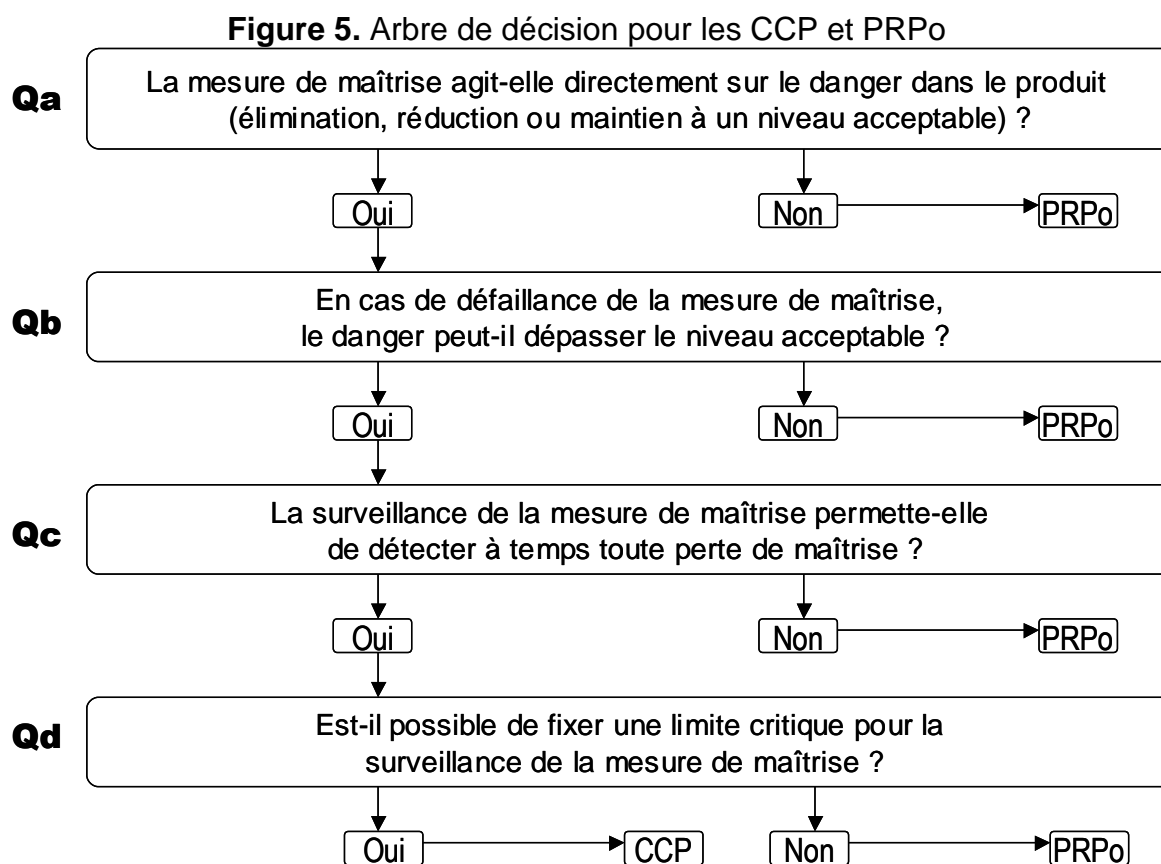 Figure 5. Arbre de décision pour les CCP et PRPo
Qa
La mesure de maîtrise agit-elle directement sur le danger dans le produit
(élimination, réduction ou maintien à un niveau acceptable) ?
Oui
Non
PRPo
Qb
En cas de défaillance de la mesure de maîtrise,
le danger peut-il dépasser le niveau acceptable ?
Oui
Non
PRPo
Qc
La surveillance de la mesure de maîtrise permette-elle
de détecter à temps toute perte de maîtrise ?
Oui
Non
PRPo
Qd
Est-il possible de fixer une limite critique pour la
surveillance de la mesure de maîtrise ?
Oui
CCP
Non
PRPo